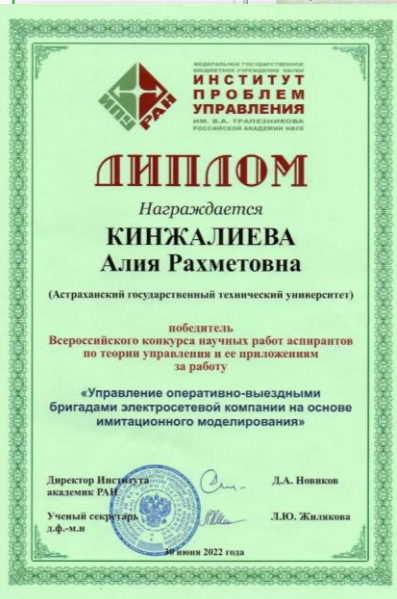 ФЕДЕРАЛЬНОЕ ГОСУДАРСТВЕННОЕ
БЮДЖЕТНОЕ УЧРЕЖДЕНИЕ НАУКИ
ИНСТИТУТ
ПРОБЛЕМ
УПРАВЛЕНИЯ
ИМ. В.А. ТРАПЕЗНИКОВА
РОССИЙСКОЙ АКАДЕМИИ НАУК
ИПУ РАН
ДИПЛОМ
Награждается
КИНЖАЛИЕВА
Алия Рахметовна
(Астраханский государственный технический университет)
победитель
Всероссийского конкурса научных работ аспирантов
по теории управления и ее приложениям
за работу
«Управление оперативно-выездными
бригадами электросетевой компании на основе
имитационного моделирования»
Директор Института
академик РАН
Д.А. Новиков
Ученый секретарь
д.ф.-м.н
Л.Ю. Жилякова
30 июня 2022 года